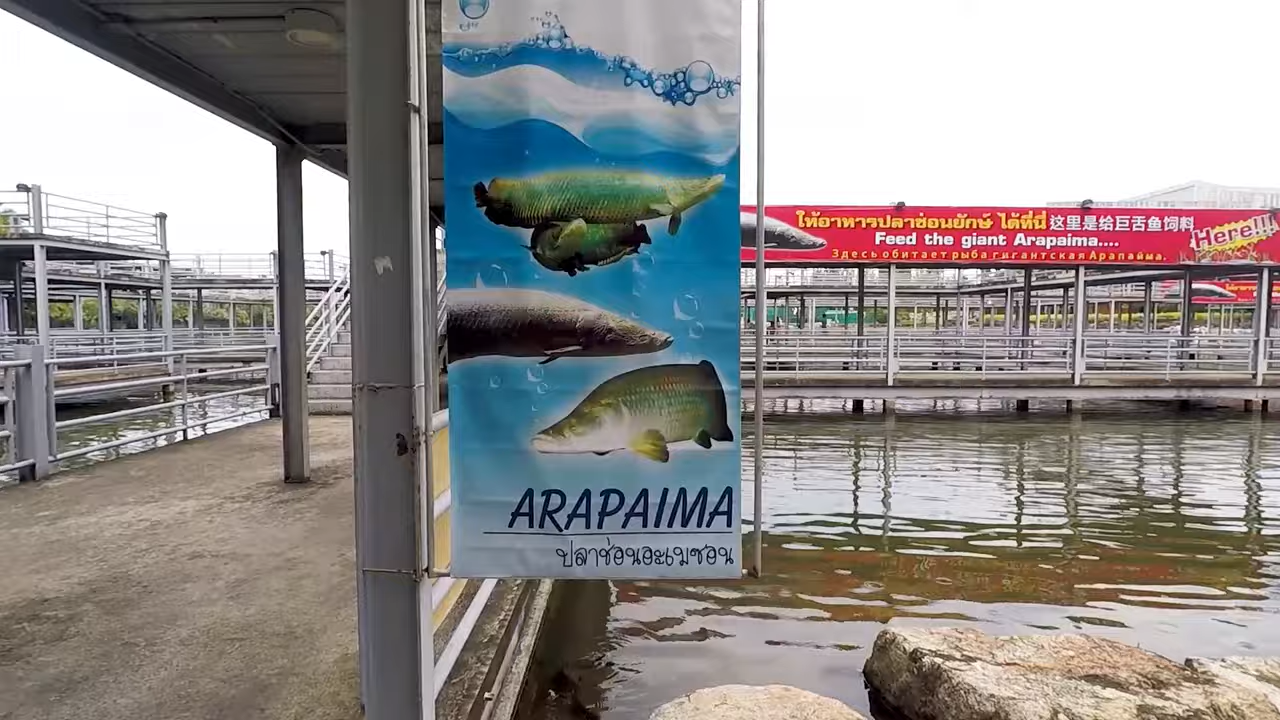 ARAPAIMA
ปลาช่อนอะเมซอน
ให้อาหารปลาช่อนยักษ์ ได้ที่นี่ 这里是给巨舌鱼饲料
Feed the giant Arapaima....
Здесь обитает рыба гигантская Арапайма.
Here!!!